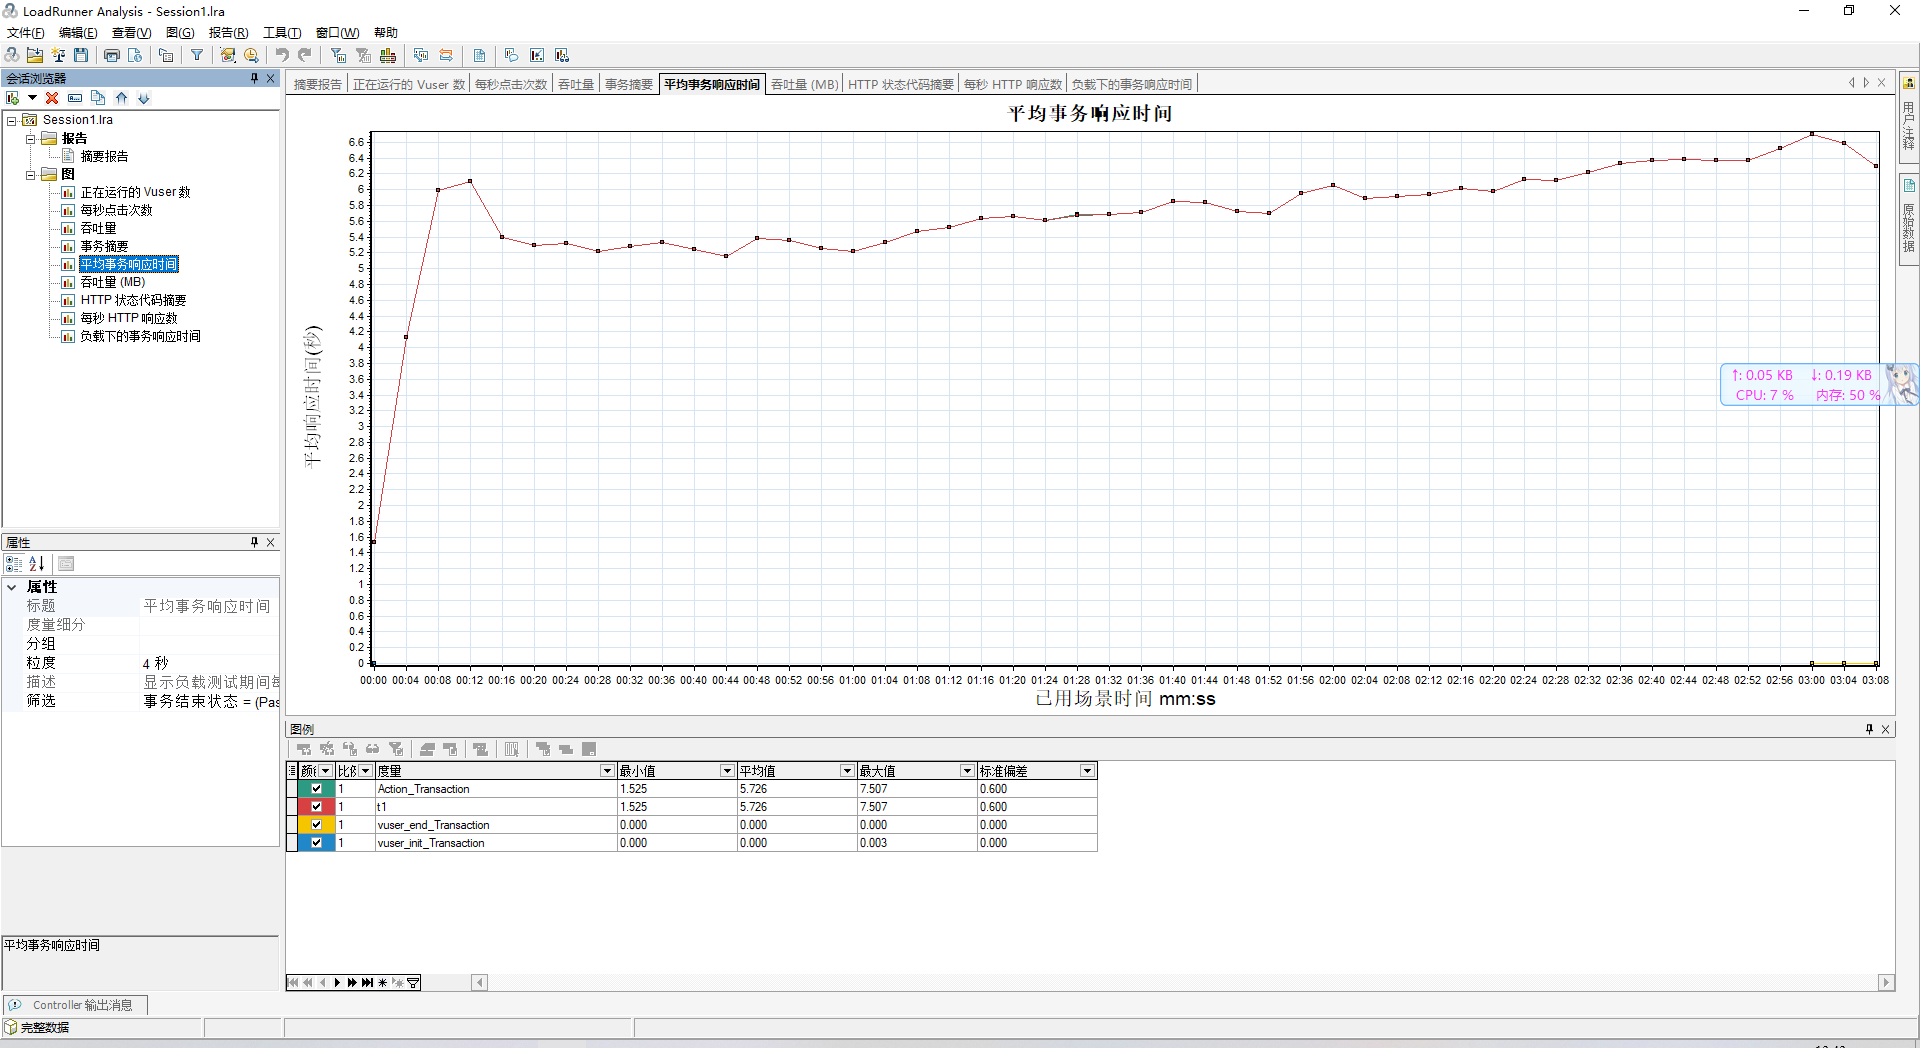 LoadRunner Analysis - Session1.lra
文件(F) 编辑(E) 查看(V) 图(G) 报告(R) 工具(T) 窗口(W) 帮助
会话浏览器
Session1.lra
报告
摘要报告
图
正在运行的 Vuser 数
每秒点击次数
吞吐量
事务摘要
平均事务响应时间
吞吐量 (MB)
HTTP 状态代码摘要
每秒 HTTP 响应数
负载下的事务响应时间
属性
属性
标题 平均事务响应时间
度量细分
分组
粒度 4 秒
描述 显示负载测试期间
筛选 事务结束状态 = (Pas
平均事务响应时间
摘要报告 正在运行的 Vuser 数 每秒点击次数 吞吐量 事务摘要 平均事务响应时间 吞吐量 (MB) HTTP 状态代码摘要 每秒 HTTP 响应数 负载下的事务响应时间
平均事务响应时间
平均响应时间(秒)
6.6
6.4
6.2
6
5.8
5.6
5.4
5.2
5
4.8
4.6
4.4
4.2
4
3.8
3.6
3.4
3.2
3
2.8
2.6
2.4
2.2
2
1.8
1.6
1.4
1.2
1
0.8
0.6
0.4
0.2
0
00:00 00:04 00:08 00:12 00:16 00:20 00:24 00:28 00:32 00:36 00:40 00:44 00:48 00:52 00:56 01:00 01:04 01:08 01:12 01:16 01:20 01:24 01:28 01:32 01:36 01:40 01:44 01:48 01:52 01:56 02:00 02:04 02:08 02:12 02:16 02:20 02:24 02:28 02:32 02:36 02:40 02:44 02:48 02:52 02:56 03:00 03:04 03:08
已用场景时间 mm:ss
用户注释
原始数据
↑: 0.05 KB ↓: 0.19 KB
CPU: 7 % 内存: 50 %
图例
度量 最小值 平均值 最大值 标准偏差
1 Action_Transaction 1.525 5.726 7.507 0.600
1 t1 1.525 5.726 7.507 0.600
1 vuser_end_Transaction 0.000 0.000 0.000 0.000
1 vuser_init_Transaction 0.000 0.000 0.003 0.000
Controller 输出消息
完整数据